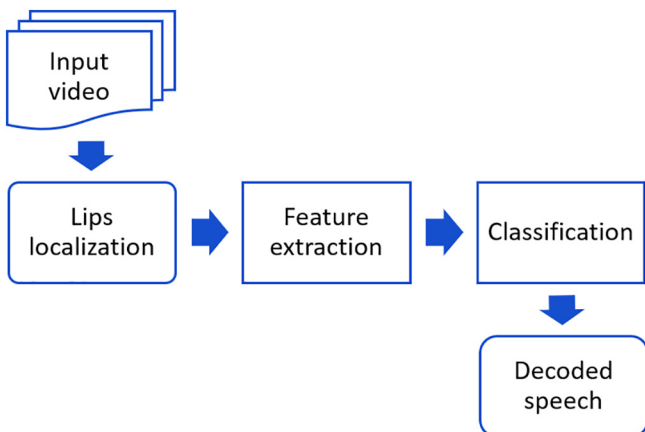 Input
video
Lips
localization
Feature
extraction
Classification
Decoded
speech